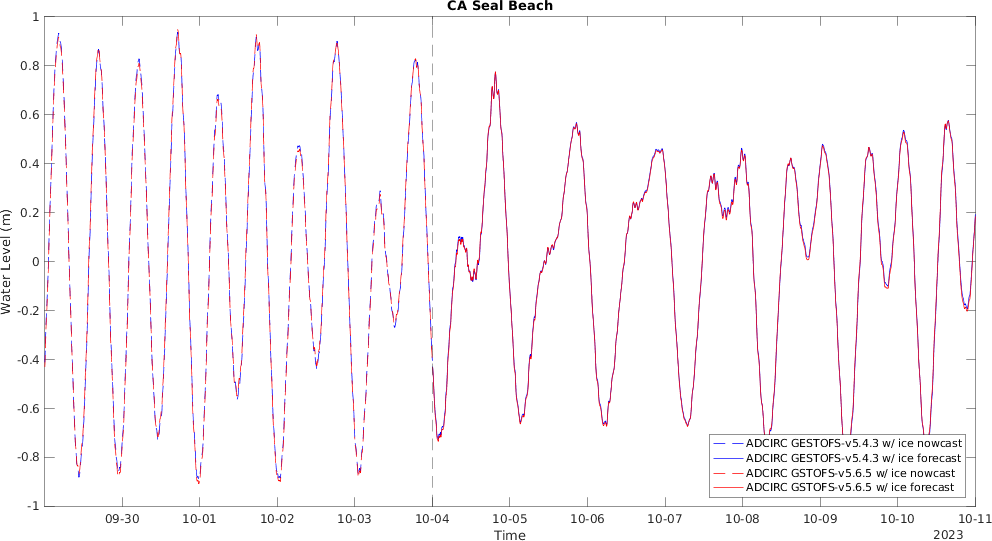 CA Seal Beach
1
0.8
0.6
0.4
0.2
0
-0.2
-0.4
-0.6
-0.8
-1
Water Level (m)
09-30 10-01 10-02 10-03 10-04 10-05 10-06 10-07 10-08 10-09 10-10 10-11
Time
2023
ADCIRC GESTOFS-v5.4.3 w/ ice nowcast
ADCIRC GESTOFS-v5.4.3 w/ ice forecast
ADCIRC GSTOFS-v5.6.5 w/ ice nowcast
ADCIRC GSTOFS-v5.6.5 w/ ice forecast